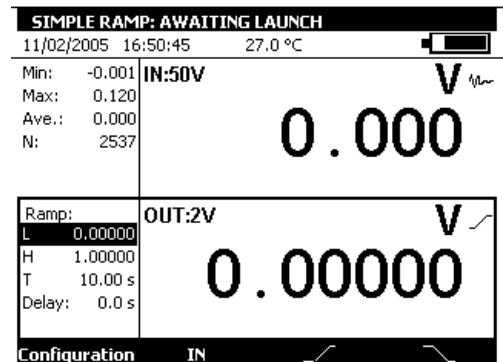 SIMPLE RAMP: AWAITING LAUNCH
11/02/2005 16:50:45 27.0 °C
Min: -0.001 IN:50V V
Max: 0.120
Ave.: 0.000
N: 2537
0.000
Ramp: OUT:2V V
L 0.00000
H 1.00000
T 10.00 s
Delay: 0.0 s
0.00000
Configuration IN